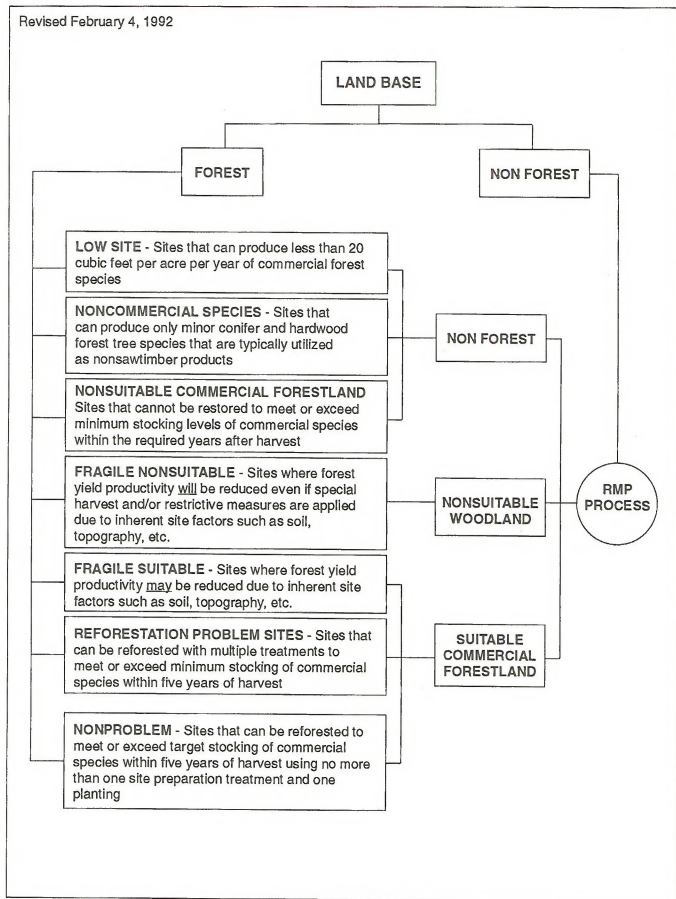 Revised February 4, 1992
LAND BASE
FOREST
NON FOREST
LOW SITE - Sites that can produce less than 20
cubic feet per acre per year of commercial forest
species
NONCOMMERCIAL SPECIES - Sites that
can produce only minor conifer and hardwood
forest tree species that are typically utilized
as nonsawtimber products
NON FOREST
NONSUITABLE COMMERCIAL FORESTLAND
Sites that cannot be restored to meet or exceed
minimum stocking levels of commercial species
within the required years after harvest
FRAGILE NONSUITABLE - Sites where forest
yield productivity will be reduced even if special
harvest and/or restrictive measures are applied
due to inherent site factors such as soil,
topography, etc.
NONSUITABLE
WOODLAND
RMP
PROCESS
FRAGILE SUITABLE - Sites where forest yield
productivity may be reduced due to inherent site
factors such as soil, topography, etc.
REFORESTATION PROBLEM SITES - Sites that
can be reforested with multiple treatments to
meet or exceed minimum stocking of commercial
species within five years of harvest
SUITABLE
COMMERCIAL
FORESTLAND
NONPROBLEM - Sites that can be reforested to
meet or exceed target stocking of commercial
species within five years of harvest using no more
than one site preparation treatment and one
planting